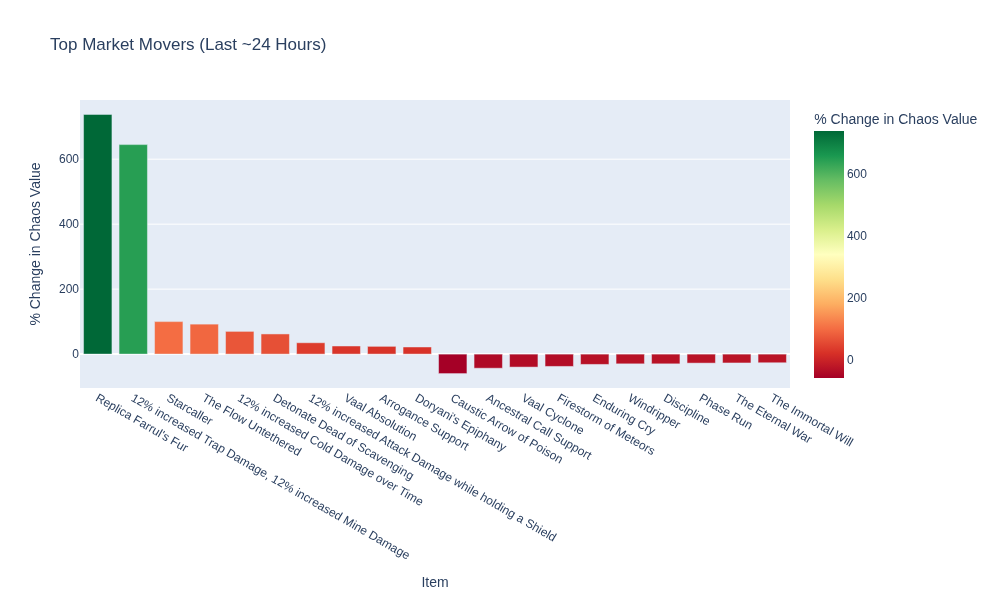 Top Market Movers (Last ~24 Hours)
% Change in Chaos Value
600
400
200
0
Replica Farrul's Fur
12% increased Trap Damage, 12% increased Mine Damage
Starcaller
The Flow Untethered
12% increased Cold Damage over Time
Detonate Dead of Scavenging
12% increased Attack Damage while holding a Shield
Vaal Absolution
Arrogance Support
Doryani's Epiphany
Caustic Arrow of Poison
Ancestral Call Support
Vaal Cyclone
Firestorm of Meteors
Enduring Cry
Windripper
Discipline
Phase Run
The Eternal War
The Immortal Will
Item
% Change in Chaos Value
600
400
200
0